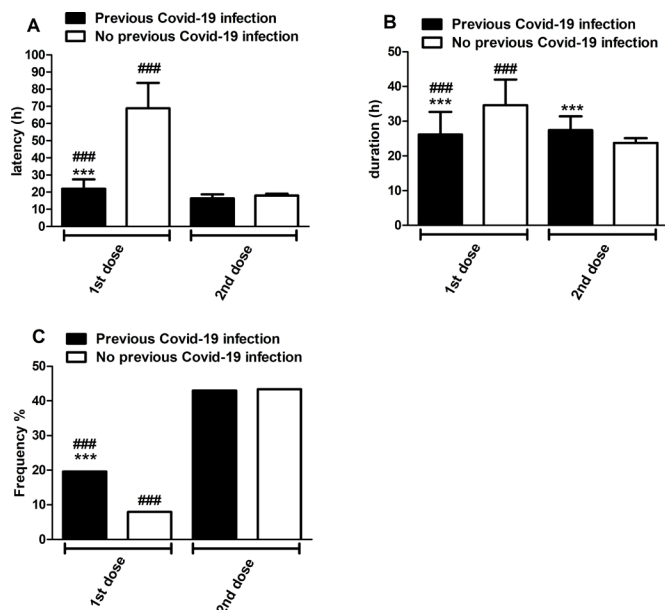 A
Previous Covid-19 infection
No previous Covid-19 infection
latency (h)
100
90
80
70
60
50
40
30
20
10
0
###
***
###
1st dose
2nd dose
B
Previous Covid-19 infection
No previous Covid-19 infection
duration (h)
50
40
30
20
10
0
###
***
###
***
1st dose
2nd dose
C
Previous Covid-19 infection
No previous Covid-19 infection
Frequency %
50
40
30
20
10
0
###
***
###
1st dose
2nd dose